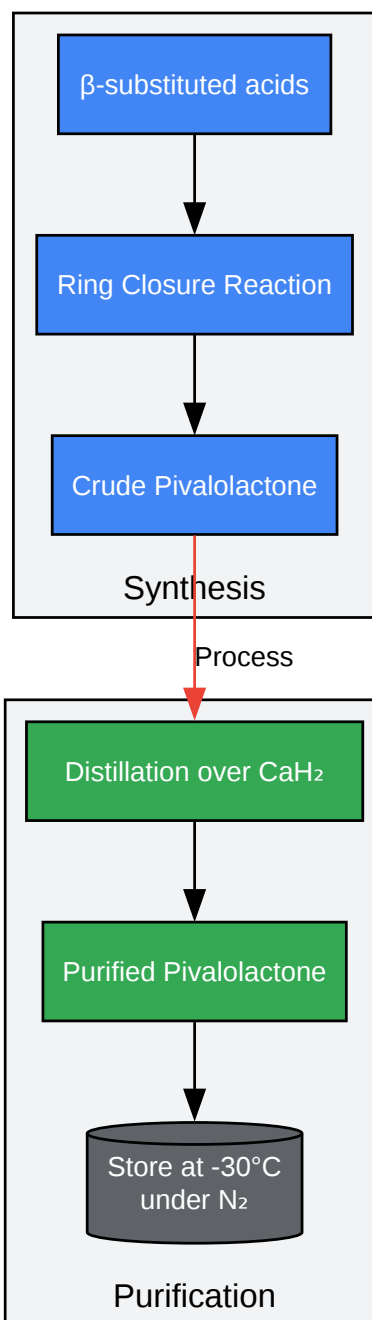 β-substituted acids
Ring Closure Reaction
Crude Pivalolactone
Synthesis
Process
Distillation over CaH₂
Purified Pivalolactone
Store at -30°C
under N₂
Purification